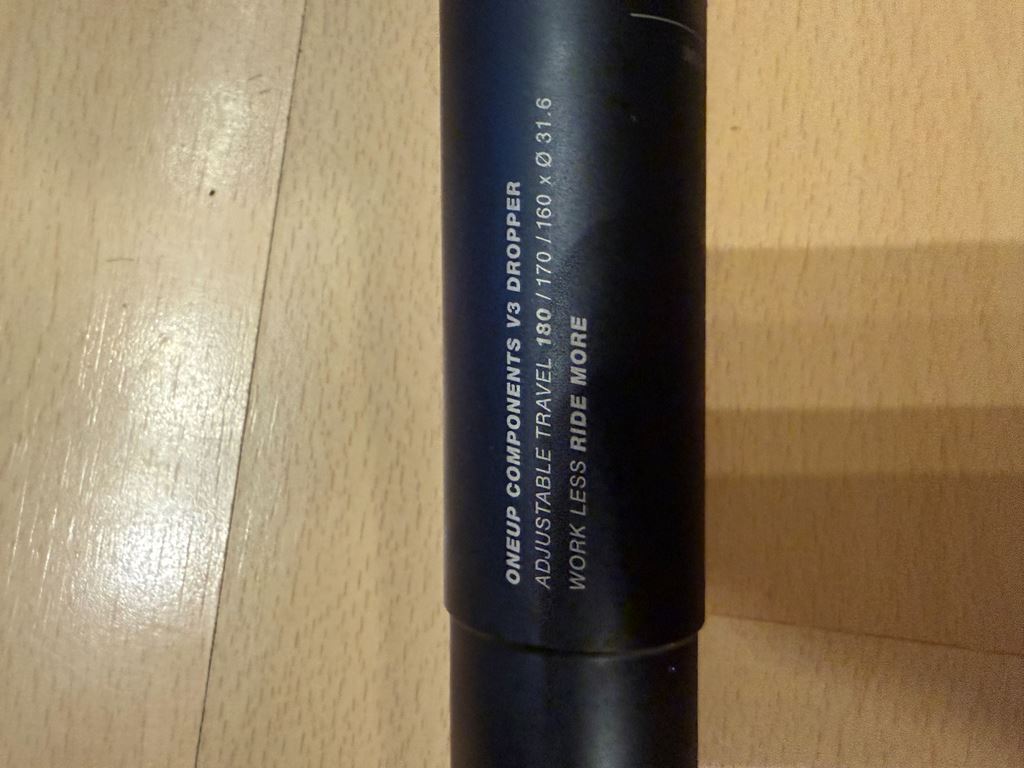 ONEUP COMPONENTS V3 DROPPER
ADJUSTABLE TRAVEL 180 / 170 / 160 x Ø 31.6
WORK LESS RIDE MORE